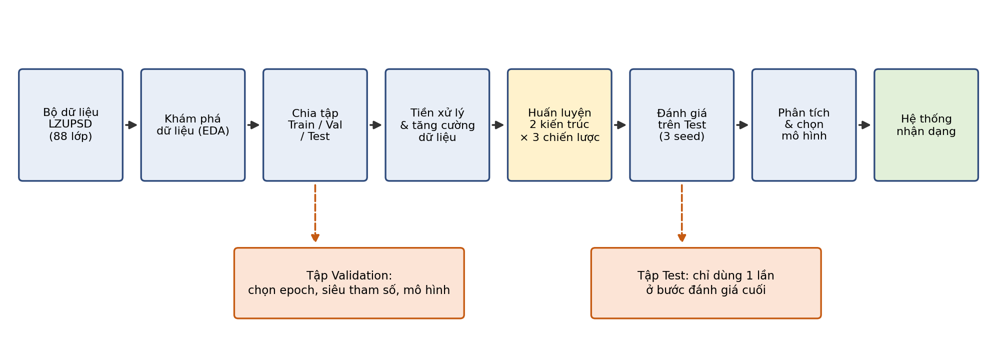 Bộ dữ liệu
LZUPSD
(88 lớp)
Khám phá
dữ liệu (EDA)
Chia tập
Train / Val
/ Test
Tiền xử lý
& tăng cường
dữ liệu
Huấn luyện
2 kiến trúc
× 3 chiến lược
Đánh giá
trên Test
(3 seed)
Phân tích
& chọn
mô hình
Hệ thống
nhận dạng
Tập Validation:
chọn epoch, siêu tham số, mô hình
Tập Test: chỉ dùng 1 lần
ở bước đánh giá cuối